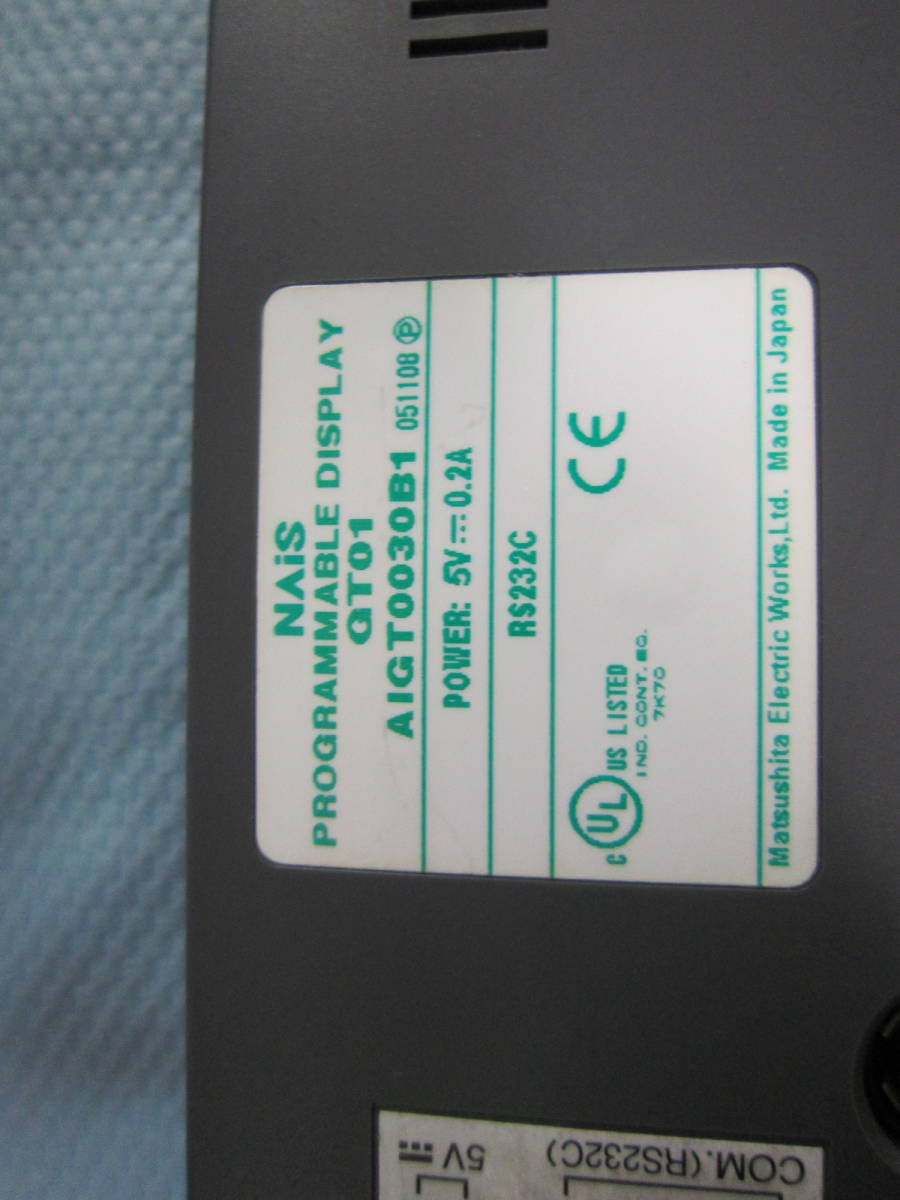 NAiS
PROGRAMMABLE DISPLAY
GT01
AIGT0030B1 051108 Ⓟ
POWER: 5V⎓0.2A
RS232C
C UL US LISTED
IND. CONT. EQ.
7K70
CE
Matsushita Electric Works,Ltd. Made in Japan
COM.(RS232C)
5V⎓